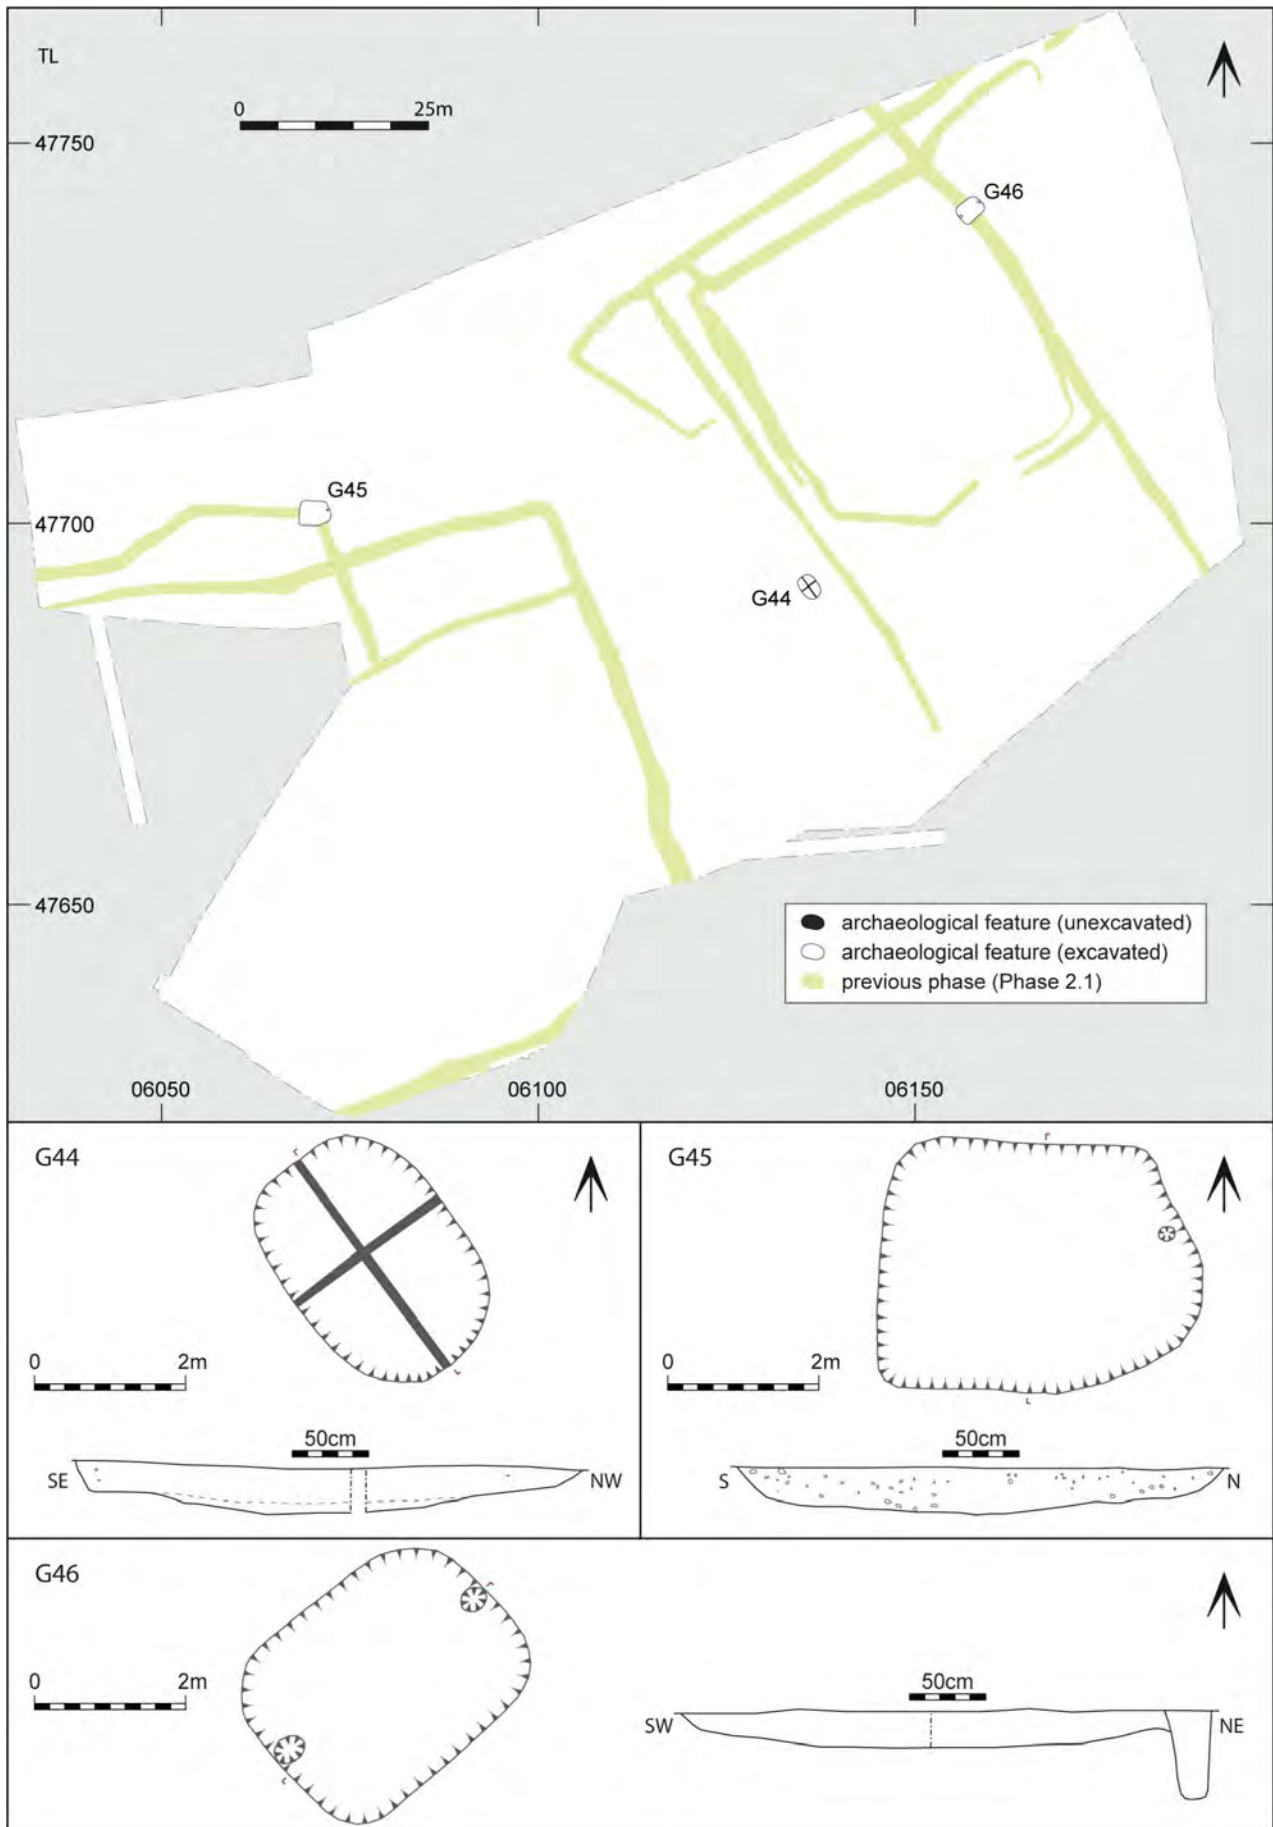 TL
0 25m
47750
G46
G45
47700
G44
47650
archaeological feature (unexcavated)
archaeological feature (excavated)
previous phase (Phase 2.1)
06050 06100 06150
G44
0 2m
50cm
SE NW
G45
0 2m
50cm
S N
G46
0 2m
50cm
SW NE